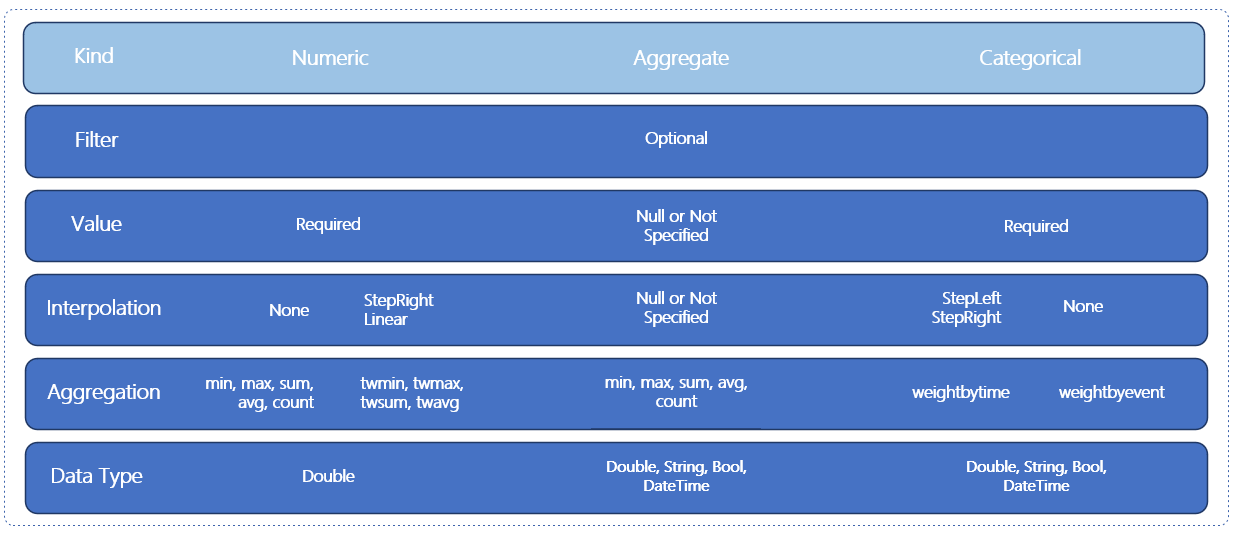 Kind
Numeric
Aggregate
Categorical
Filter
Optional
Value
Required
Null or Not
Specified
Required
Interpolation
None
StepRight
Linear
Null or Not
Specified
StepLeft
StepRight
None
Aggregation
min, max, sum,
avg, count
twmin, twmax,
twsum, twavg
min, max, sum, avg,
count
weightbytime
weightbyevent
Data Type
Double
Double, String, Bool,
DateTime
Double, String, Bool,
DateTime